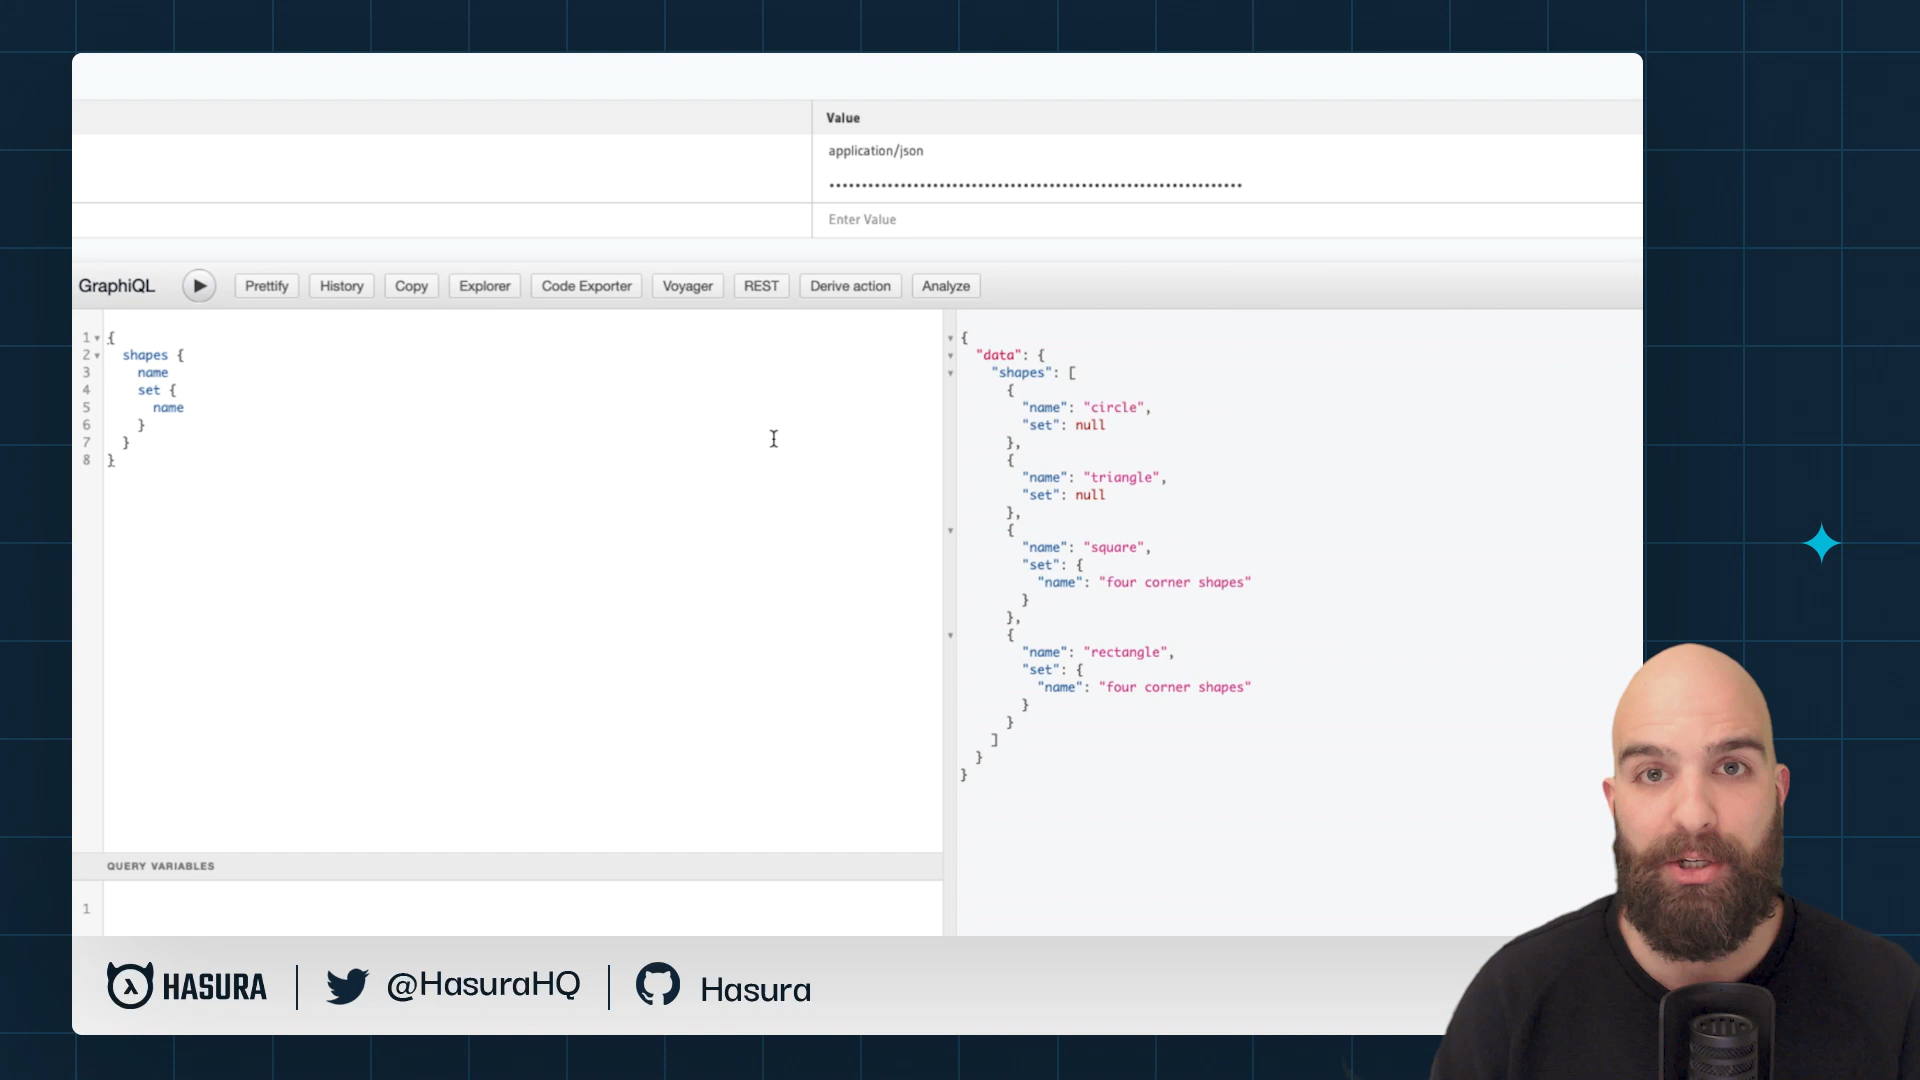 Value
application/json
••••••••••••••••••••••••••••••••••••••••••••••••••••••••••••••••
Enter Value
GraphiQL Prettify History Copy Explorer Code Exporter Voyager REST Derive action Analyze
1 {
2 shapes {
3 name
4 set {
5 name
6 }
7 }
8 }
{
"data": {
"shapes": [
{
"name": "circle",
"set": null
},
{
"name": "triangle",
"set": null
},
{
"name": "square",
"set": {
"name": "four corner shapes"
}
},
{
"name": "rectangle",
"set": {
"name": "four corner shapes"
}
}
]
}
}
QUERY VARIABLES
1
HASURA | @HasuraHQ | Hasura